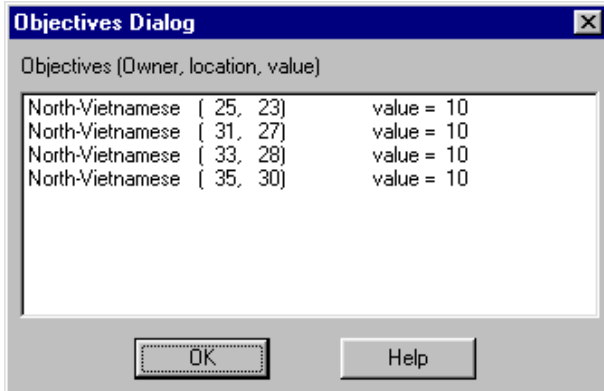 Objectives Dialog
Objectives (Owner, location, value)
North-Vietnamese ( 25, 23) value = 10
North-Vietnamese ( 31, 27) value = 10
North-Vietnamese ( 33, 28) value = 10
North-Vietnamese ( 35, 30) value = 10
OK Help